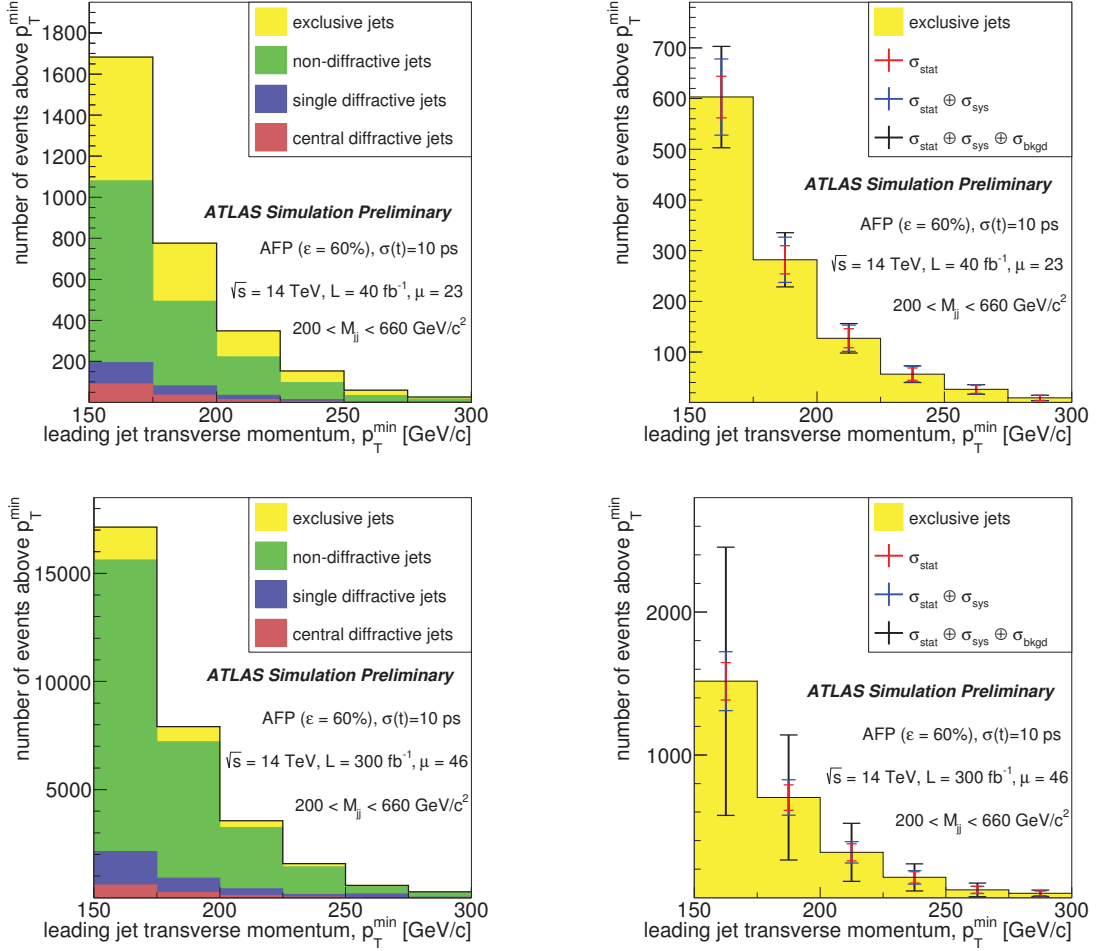 number of events above p_T^min
1800
1600
1400
1200
1000
800
600
400
200
150 200 250 300
leading jet transverse momentum, p_T^min [GeV/c]
exclusive jets
non-diffractive jets
single diffractive jets
central diffractive jets
ATLAS Simulation Preliminary
AFP (ε = 60%), σ(t)=10 ps
√s = 14 TeV, L = 40 fb⁻¹, μ = 23
200 < M_jj < 660 GeV/c²
number of events above p_T^min
700
600
500
400
300
200
100
150 200 250 300
leading jet transverse momentum, p_T^min [GeV/c]
exclusive jets
σ_stat
σ_stat ⊕ σ_sys
σ_stat ⊕ σ_sys ⊕ σ_bkgd
ATLAS Simulation Preliminary
AFP (ε = 60%), σ(t)=10 ps
√s = 14 TeV, L = 40 fb⁻¹, μ = 23
200 < M_jj < 660 GeV/c²
number of events above p_T^min
15000
10000
5000
150 200 250 300
leading jet transverse momentum, p_T^min [GeV/c]
exclusive jets
non-diffractive jets
single diffractive jets
central diffractive jets
ATLAS Simulation Preliminary
AFP (ε = 60%), σ(t)=10 ps
√s = 14 TeV, L = 300 fb⁻¹, μ = 46
200 < M_jj < 660 GeV/c²
number of events above p_T^min
2000
1000
150 200 250 300
leading jet transverse momentum, p_T^min [GeV/c]
exclusive jets
σ_stat
σ_stat ⊕ σ_sys
σ_stat ⊕ σ_sys ⊕ σ_bkgd
ATLAS Simulation Preliminary
AFP (ε = 60%), σ(t)=10 ps
√s = 14 TeV, L = 300 fb⁻¹, μ = 46
200 < M_jj < 660 GeV/c²